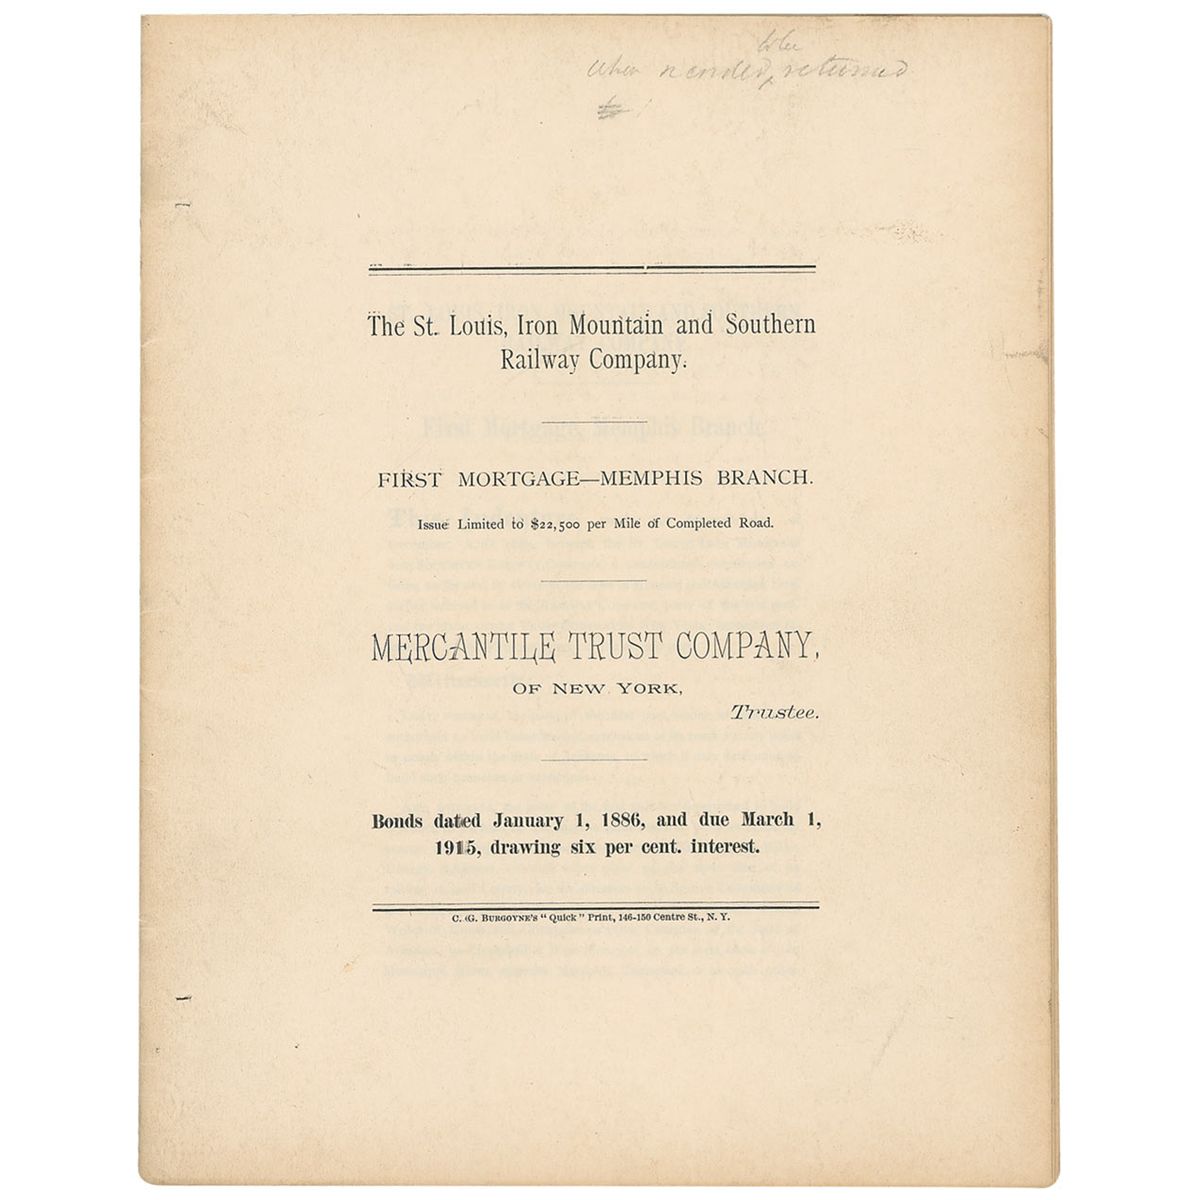 to be
When needed, returned
The St. Louis, Iron Mountain and Southern
Railway Company.
FIRST MORTGAGE—MEMPHIS BRANCH.
Issue Limited to $22,500 per Mile of Completed Road.
MERCANTILE TRUST COMPANY,
OF NEW YORK,
Trustee.
Bonds dated January 1, 1886, and due March 1,
1915, drawing six per cent. interest.
C. G. BURGOYNE'S "Quick" Print, 146-150 Centre St., N. Y.